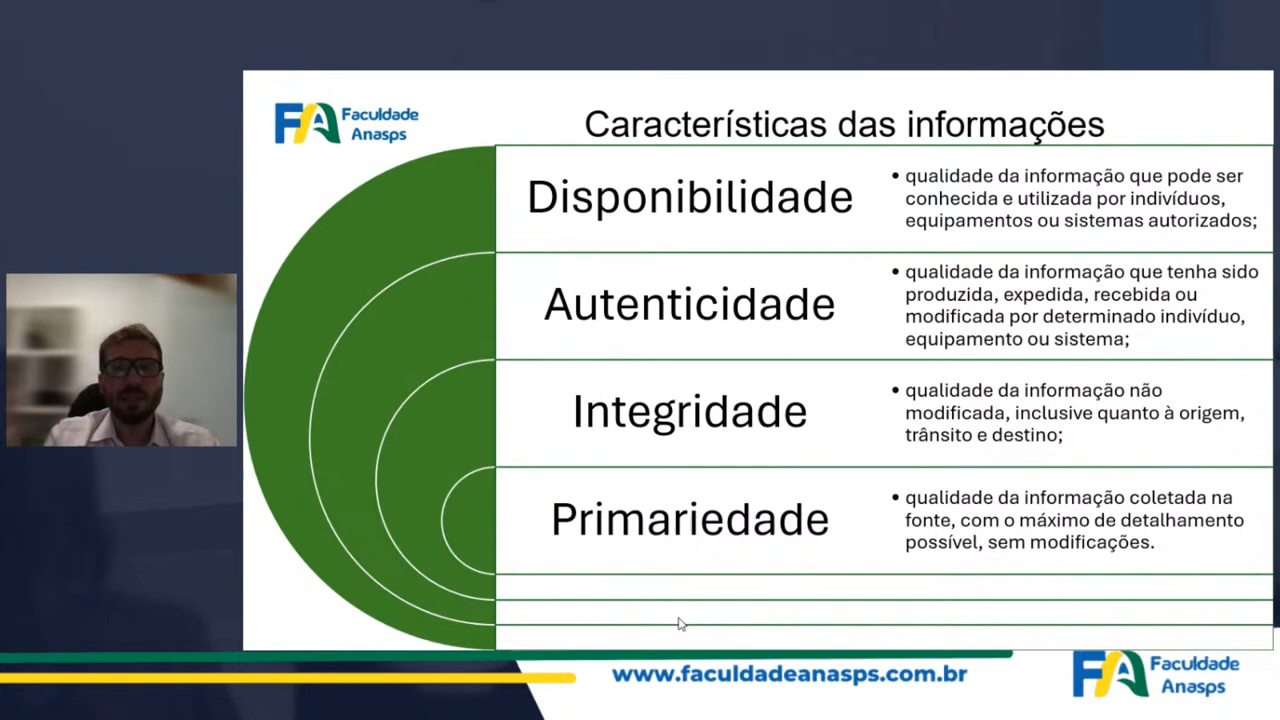 FA Faculdade
Anasps
Características das informações
Disponibilidade
• qualidade da informação que pode ser
conhecida e utilizada por indivíduos,
equipamentos ou sistemas autorizados;
Autenticidade
• qualidade da informação que tenha sido
produzida, expedida, recebida ou
modificada por determinado indivíduo,
equipamento ou sistema;
Integridade
• qualidade da informação não
modificada, inclusive quanto à origem,
trânsito e destino;
Primariedade
• qualidade da informação coletada na
fonte, com o máximo de detalhamento
possível, sem modificações.
www.faculdadeanasps.com.br
FA Faculdade
Anasps